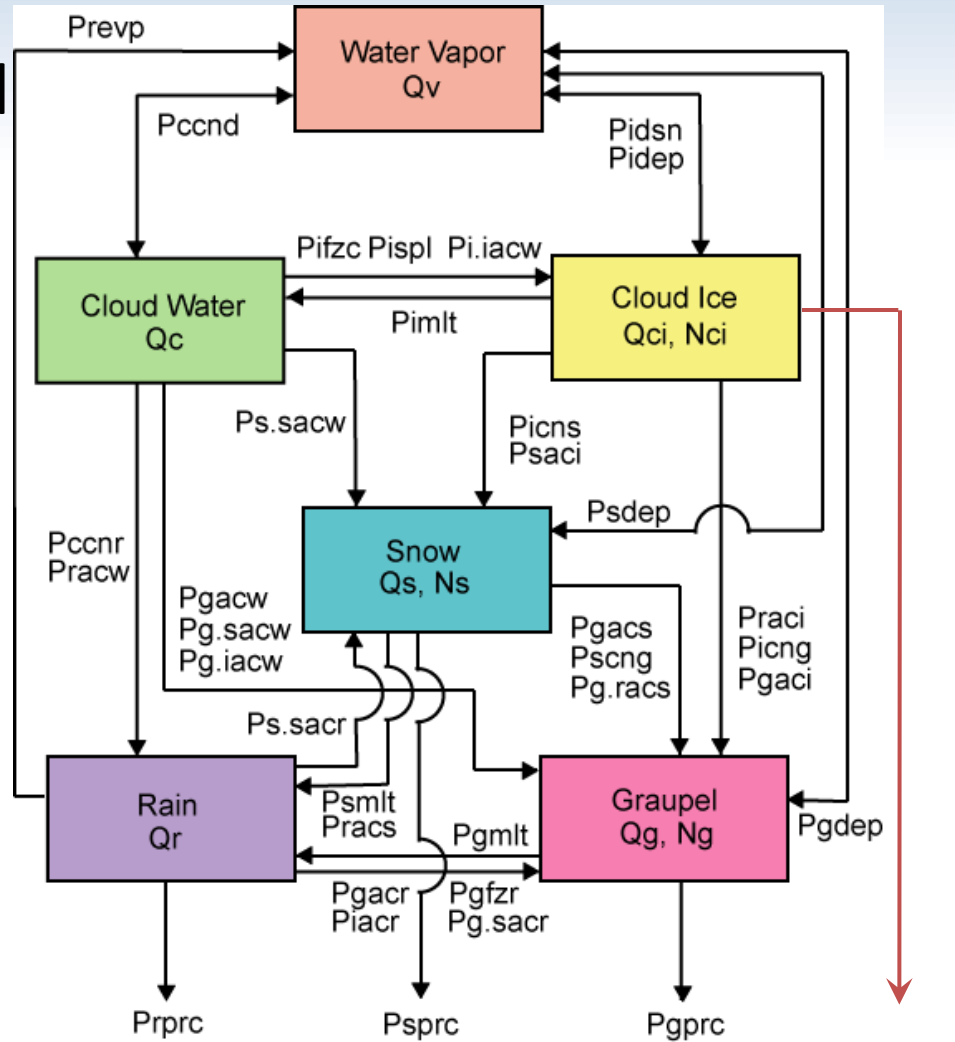 Prevp
Water Vapor
Qv
Pccnd
Pidsn
Pidep
Pifzc Pispl Pi.iacw
Cloud Water
Qc
Cloud Ice
Qci, Nci
Pimlt
Ps.sacw
Picns
Psaci
Psdep
Snow
Qs, Ns
Pccnr
Pracw
Pgacw
Pg.sacw
Pg.iacw
Pgacs
Pscng
Pg.racs
Praci
Picng
Pgaci
Ps.sacr
Rain
Qr
Psmlt
Pracs
Graupel
Qg, Ng
Pgmlt
Pgdep
Pgacr
Piacr
Pgfzr
Pg.sacr
Prprc
Psprc
Pgprc